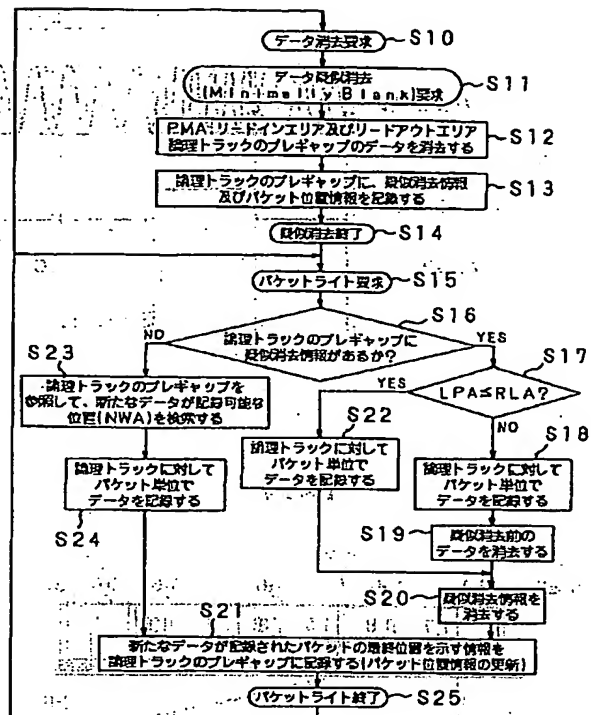 データ消去要求
S10
データ疑似消去
(Minimally Blank)要求
S11
PMA、リードインエリア及びリードアウトエリア
論理トラックのプレギャップのデータを消去する
S12
論理トラックのプレギャップに、疑似消去情報
及びパケット位置情報を記録する
S13
疑似消去終了
S14
パケットライト要求
S15
S16
論理トラックのプレギャップに
疑似消去情報があるか?
NO
YES
S23
論理トラックのプレギャップを
参照して、新たなデータが記録可能な
位置(NWA)を検索する
S17
LPA≦RLA?
YES
NO
S22
論理トラックに対して
パケット単位で
データを記録する
S18
論理トラックに対して
パケット単位で
データを記録する
論理トラックに対して
パケット単位で
データを記録する
S24
S19
疑似消去前の
データを消去する
S20
疑似消去情報を
消去する
S21
新たなデータが記録されたパケットの最終位置を示す情報を
論理トラックのプレギャップに記録する(パケット位置情報の更新)
パケットライト終了
S25